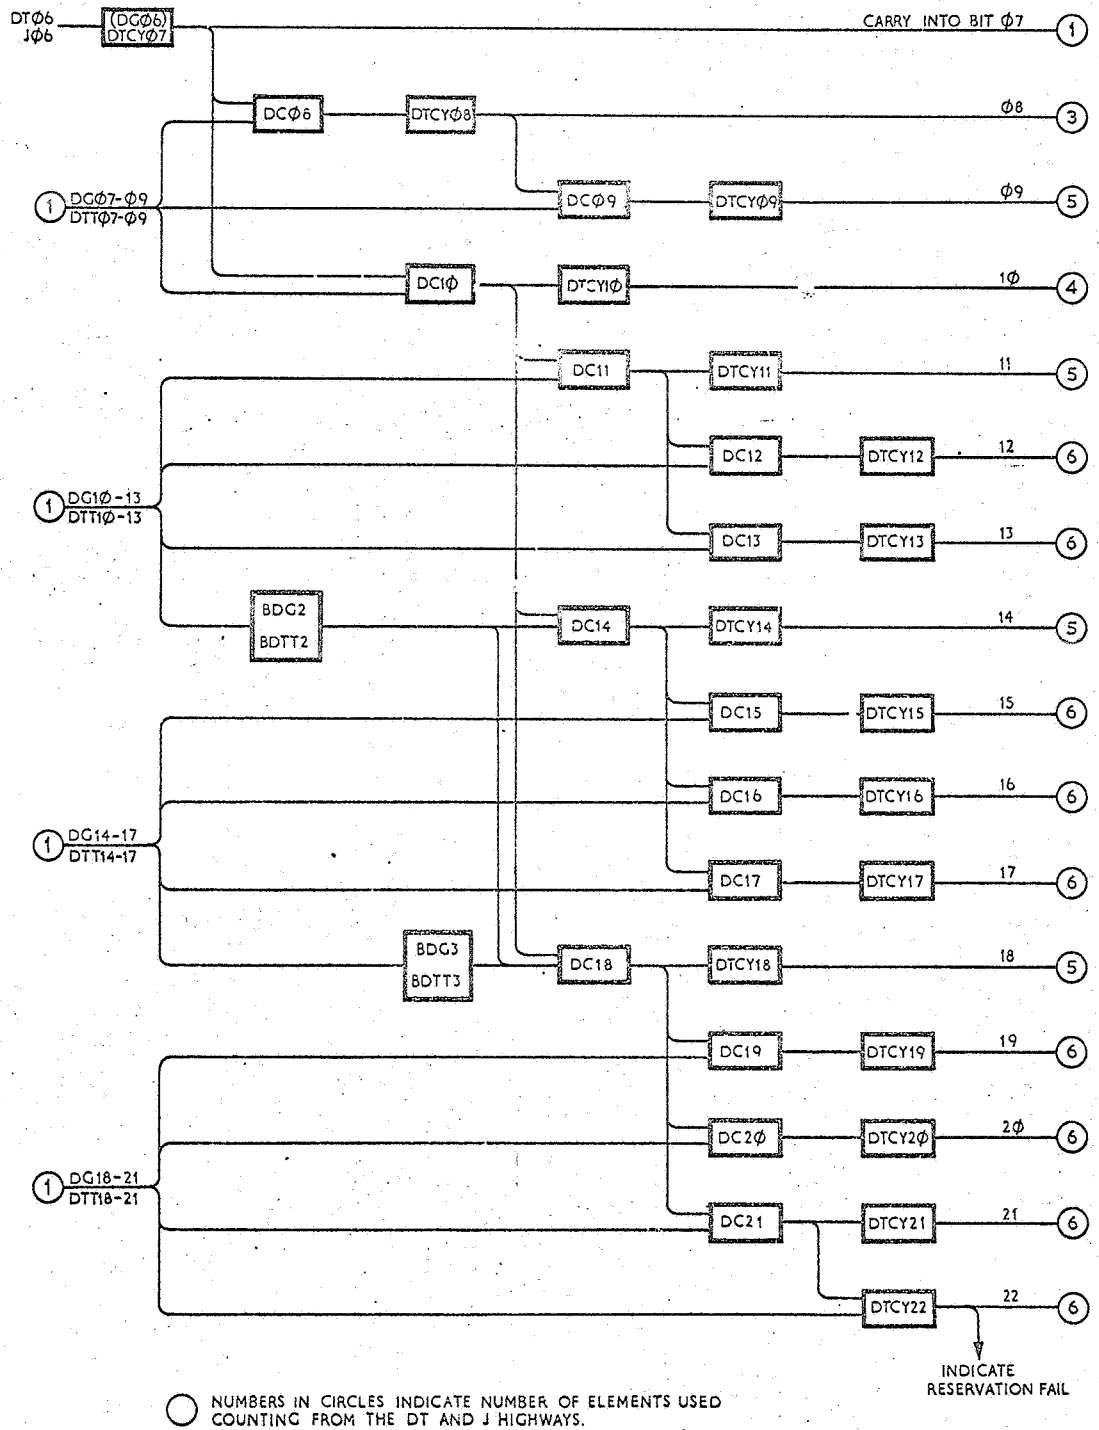 DTØ6
JØ6
(DGØ6)
DTCYØ7
CARRY INTO BIT Ø7
1
DCØ8
DTCYØ8
Ø8
3
1
DGØ7-Ø9
DTTØ7-Ø9
DCØ9
DTCYØ9
Ø9
5
DC1Ø
DTCY1Ø
1Ø
4
DC11
DTCY11
11
5
DC12
DTCY12
12
6
1
DG1Ø-13
DTT1Ø-13
DC13
DTCY13
13
6
BDG2
BDTT2
DC14
DTCY14
14
5
DC15
DTCY15
15
6
DC16
DTCY16
16
6
1
DG14-17
DTT14-17
DC17
DTCY17
17
6
BDG3
BDTT3
DC18
DTCY18
18
5
DC19
DTCY19
19
6
DC2Ø
DTCY2Ø
2Ø
6
1
DG18-21
DTT18-21
DC21
DTCY21
21
6
DTCY22
22
6
INDICATE
RESERVATION FAIL
NUMBERS IN CIRCLES INDICATE NUMBER OF ELEMENTS USED
COUNTING FROM THE DT AND J HIGHWAYS.